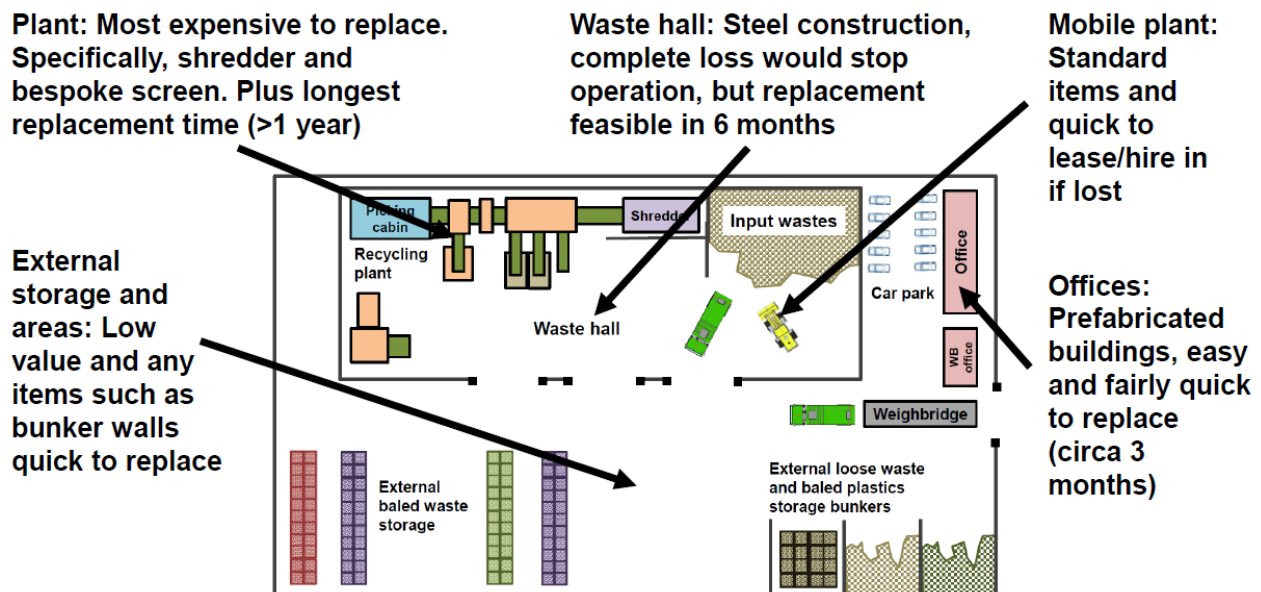 Plant: Most expensive to replace.
Specifically, shredder and
bespoke screen. Plus longest
replacement time (>1 year)
Waste hall: Steel construction,
complete loss would stop
operation, but replacement
feasible in 6 months
Mobile plant:
Standard
items and
quick to
lease/hire in
if lost
External
storage and
areas: Low
value and any
items such as
bunker walls
quick to replace
Offices:
Prefabricated
buildings, easy
and fairly quick
to replace
(circa 3
months)
Picking
cabin
Recycling
plant
Shredder
Input wastes
Waste hall
Car park
Office
WB
office
Weighbridge
External
baled waste
storage
External loose waste
and baled plastics
storage bunkers